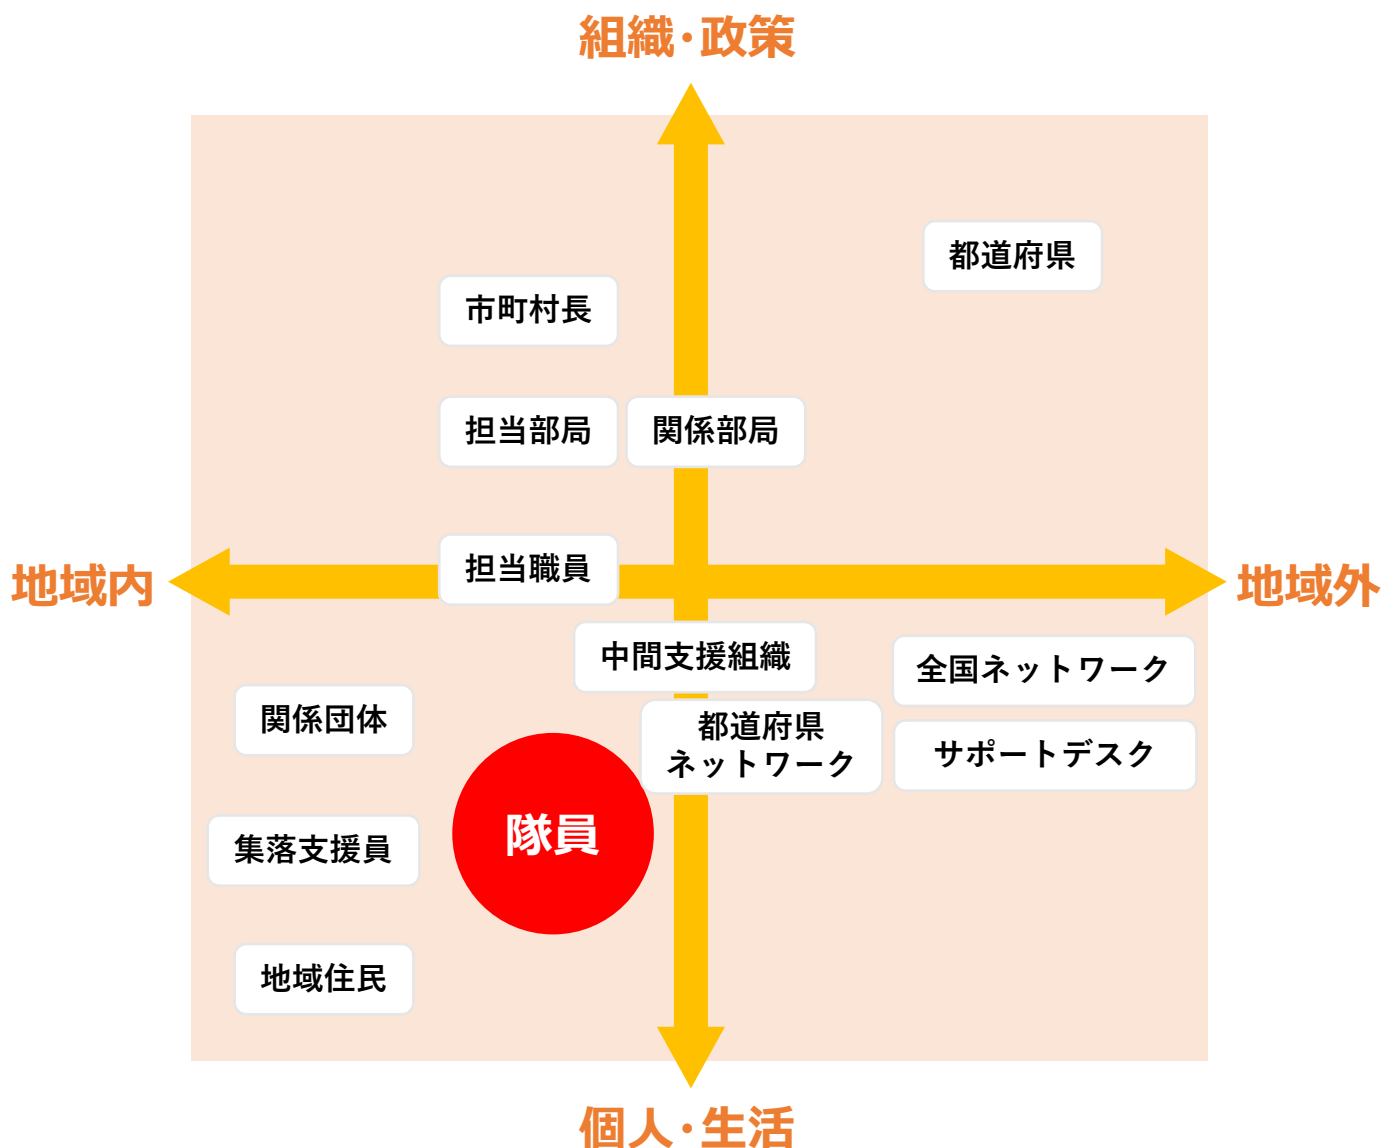 組織・政策
都道府県
市町村長
担当部局
関係部局
地域内
担当職員
地域外
中間支援組織
全国ネットワーク
関係団体
都道府県
ネットワーク
サポートデスク
隊員
集落支援員
地域住民
個人・生活